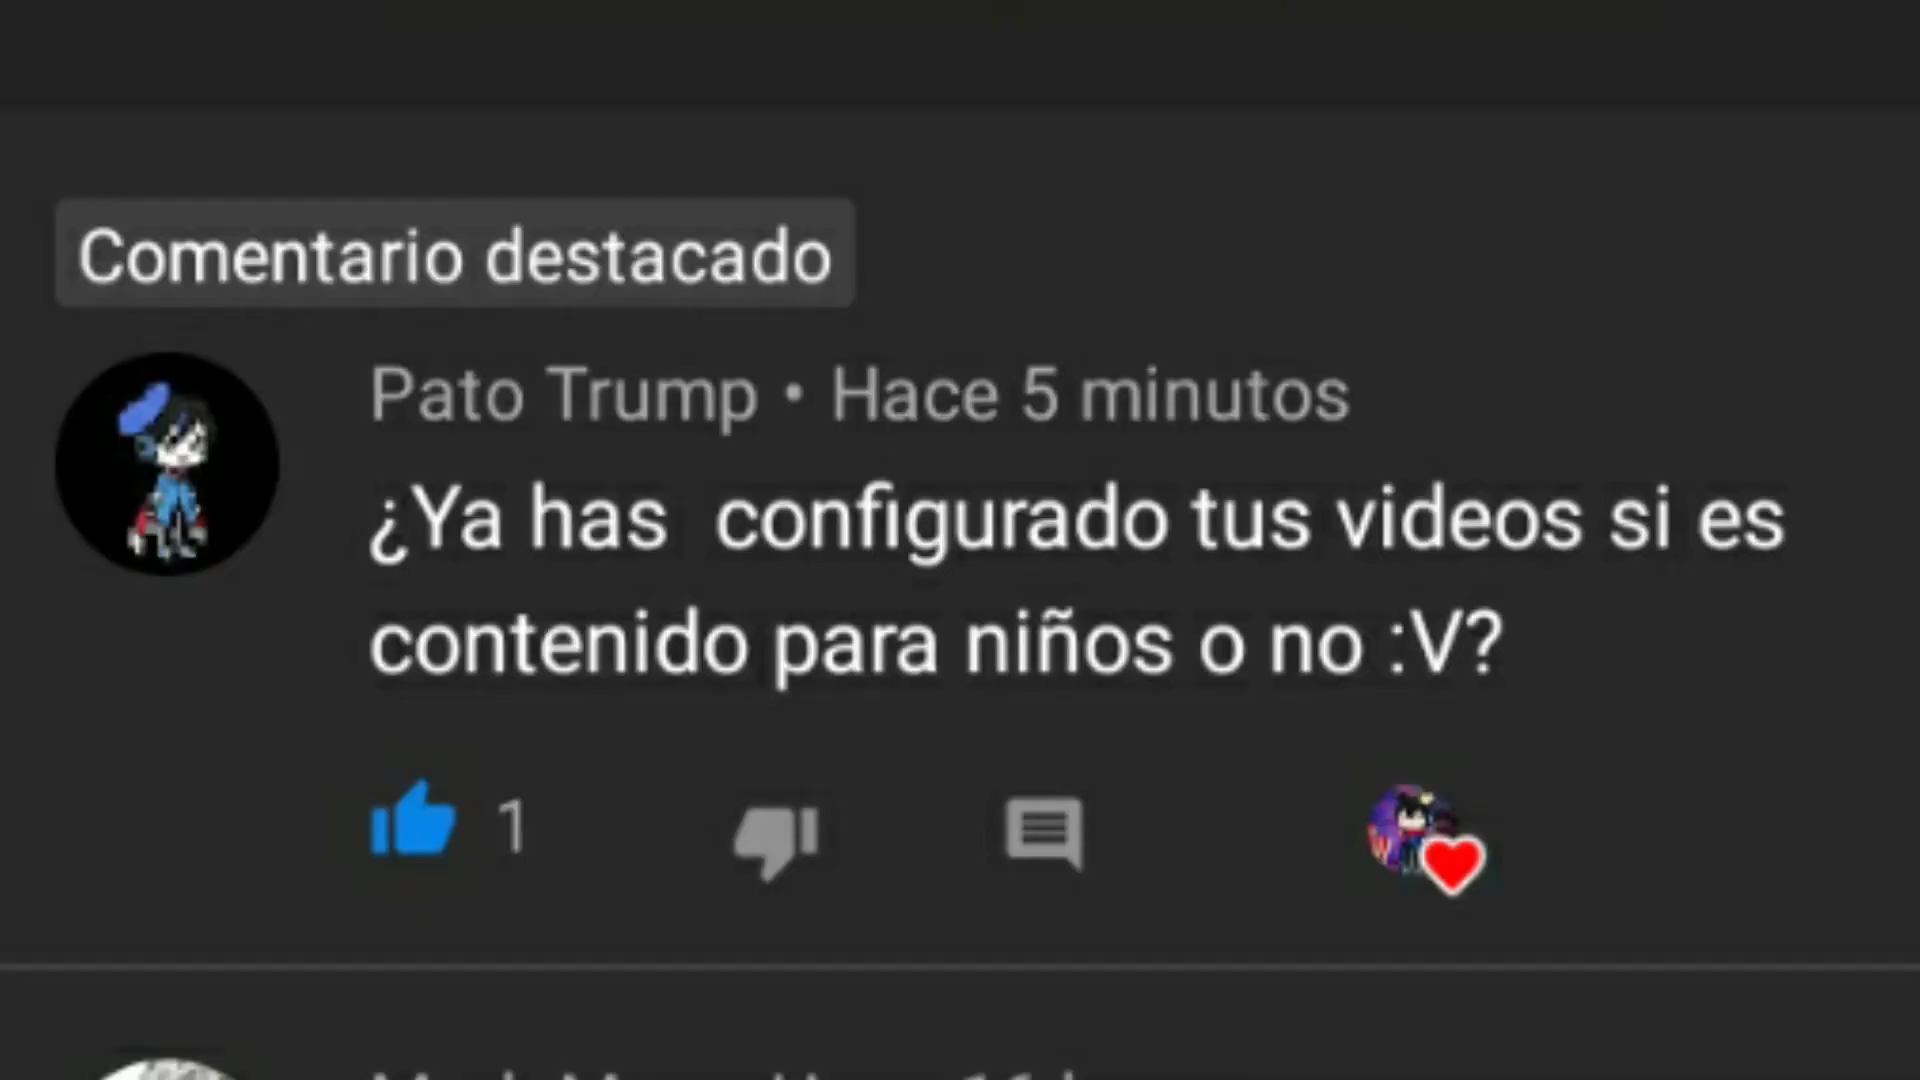 Comentario destacado
Pato Trump • Hace 5 minutos
¿Ya has configurado tus videos si es
contenido para niños o no :V?
1